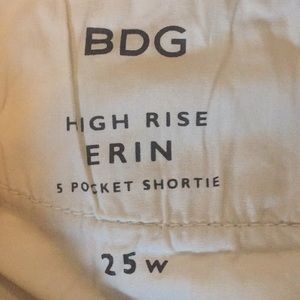 BDG
HIGH RISE
ERIN
5 POCKET SHORTIE
25 W